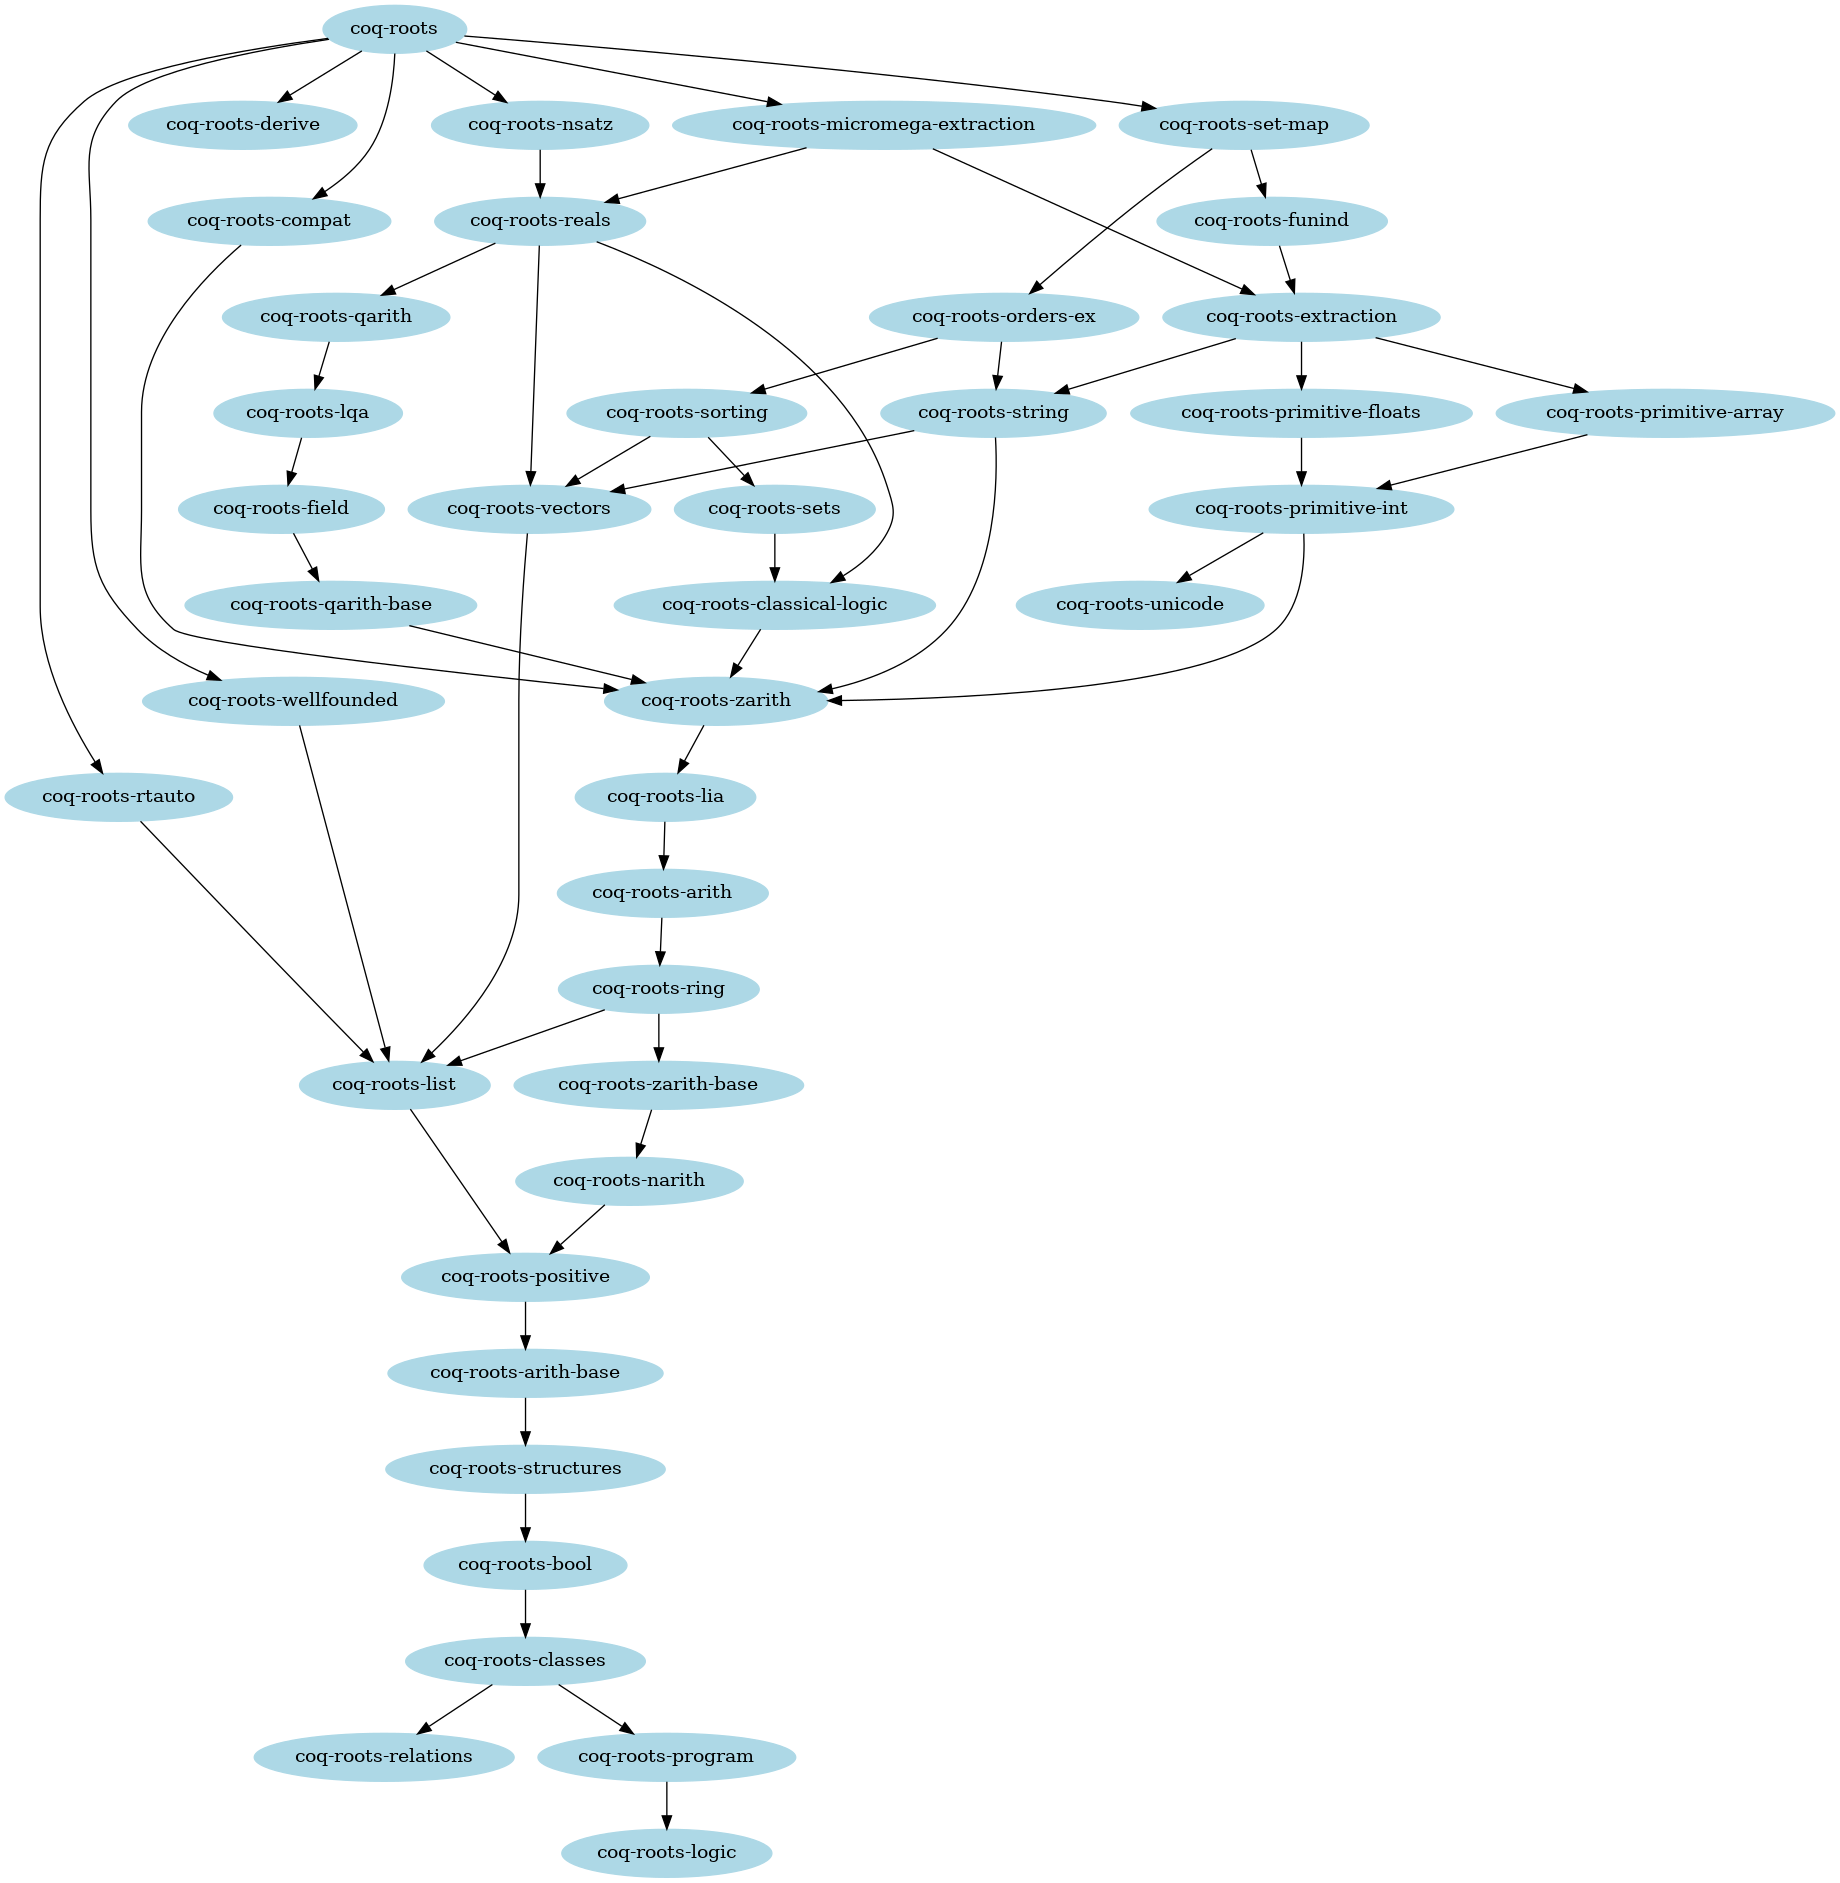 coq-roots
coq-roots-derive
coq-roots-nsatz
coq-roots-micromega-extraction
coq-roots-set-map
coq-roots-compat
coq-roots-reals
coq-roots-funind
coq-roots-qarith
coq-roots-orders-ex
coq-roots-extraction
coq-roots-lqa
coq-roots-sorting
coq-roots-string
coq-roots-primitive-floats
coq-roots-primitive-array
coq-roots-field
coq-roots-vectors
coq-roots-sets
coq-roots-primitive-int
coq-roots-qarith-base
coq-roots-classical-logic
coq-roots-unicode
coq-roots-wellfounded
coq-roots-zarith
coq-roots-rtauto
coq-roots-lia
coq-roots-arith
coq-roots-ring
coq-roots-list
coq-roots-zarith-base
coq-roots-narith
coq-roots-positive
coq-roots-arith-base
coq-roots-structures
coq-roots-bool
coq-roots-classes
coq-roots-relations
coq-roots-program
coq-roots-logic